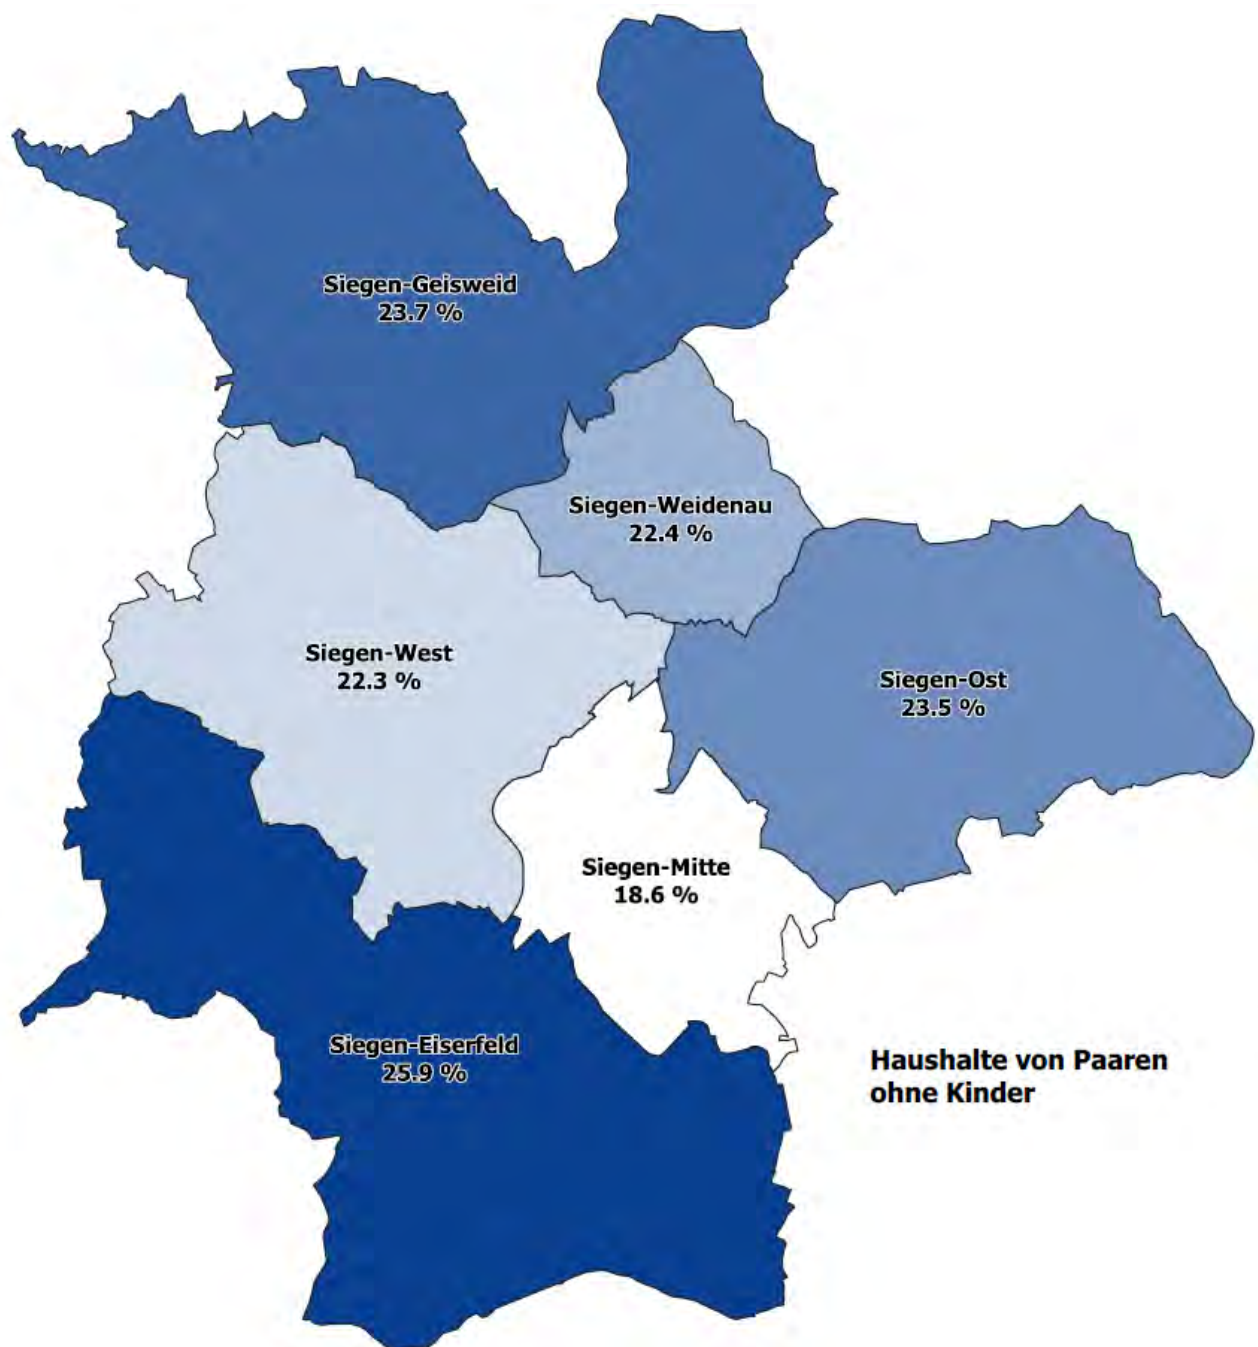 Siegen-Geisweid
23.7 %
Siegen-Weidenau
22.4 %
Siegen-West
22.3 %
Siegen-Ost
23.5 %
Siegen-Mitte
18.6 %
Siegen-Eiserfeld
25.9 %
Haushalte von Paaren
ohne Kinder